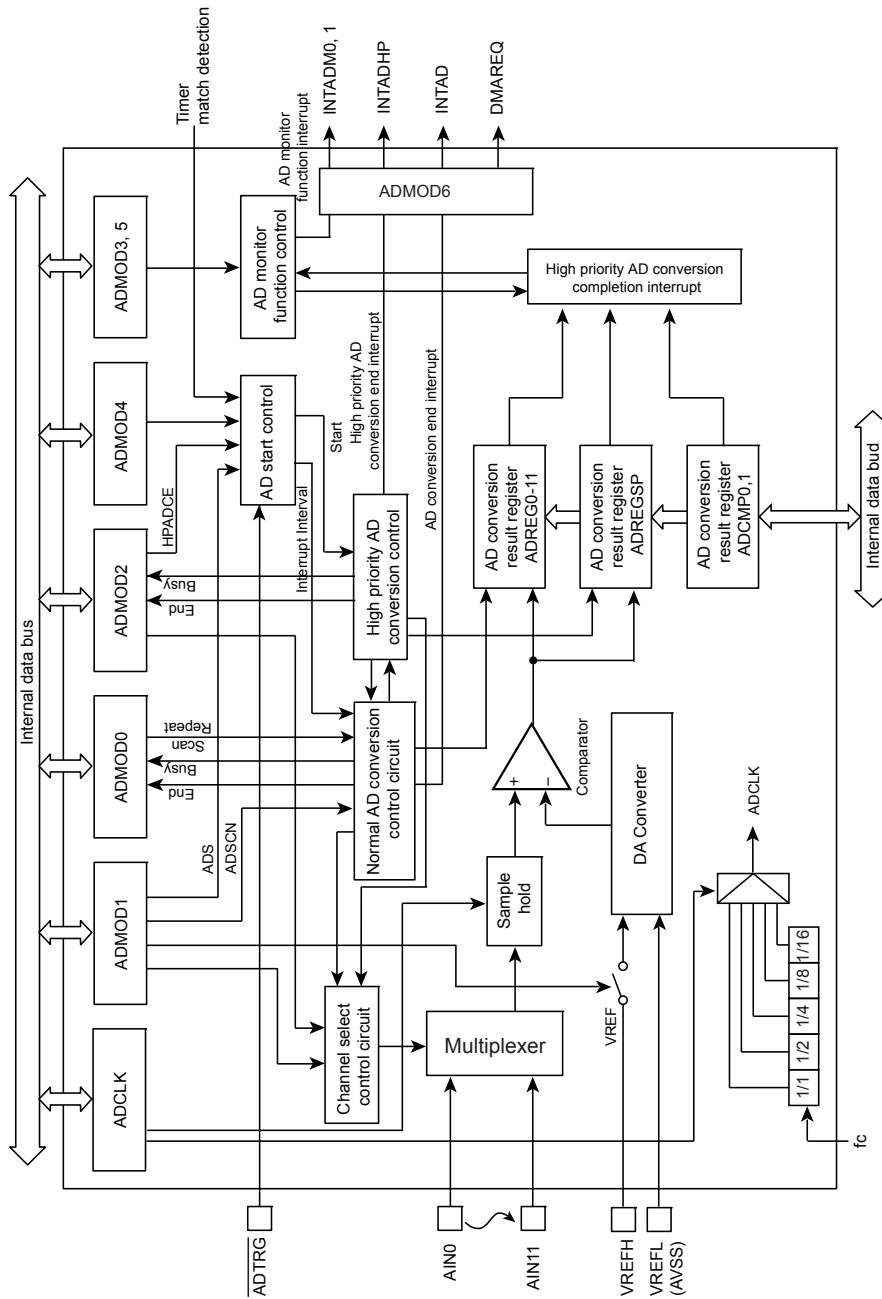 Internal data bus
ADCLK
ADMOD1
ADMOD0
ADMOD2
ADMOD4
ADMOD3, 5
Timer
match detection
ADS
ADSCN
End
Busy
Scan
Repeat
End
Busy
HPADCE
ADTRG
AD start control
AD monitor
function control
AD monitor
function interrupt
INTADM0, 1
INTADHP
INTAD
DMAREQ
ADMOD6
Interrupt Interval
Start
High priority AD
conversion end interrupt
AD conversion end interrupt
Channel select
control circuit
Normal AD conversion
control circuit
High priority AD
conversion control
High priority AD conversion
completion interrupt
AIN0
AIN11
Multiplexer
Sample
hold
+
–
Comparator
AD conversion
result register
ADREG0-11
AD conversion
result register
ADREGSP
AD conversion
result register
ADCMP0,1
Internal data bud
VREFH
VREFL
(AVSS)
VREF
DA Converter
ADCLK
fc
1/1
1/2
1/4
1/8
1/16